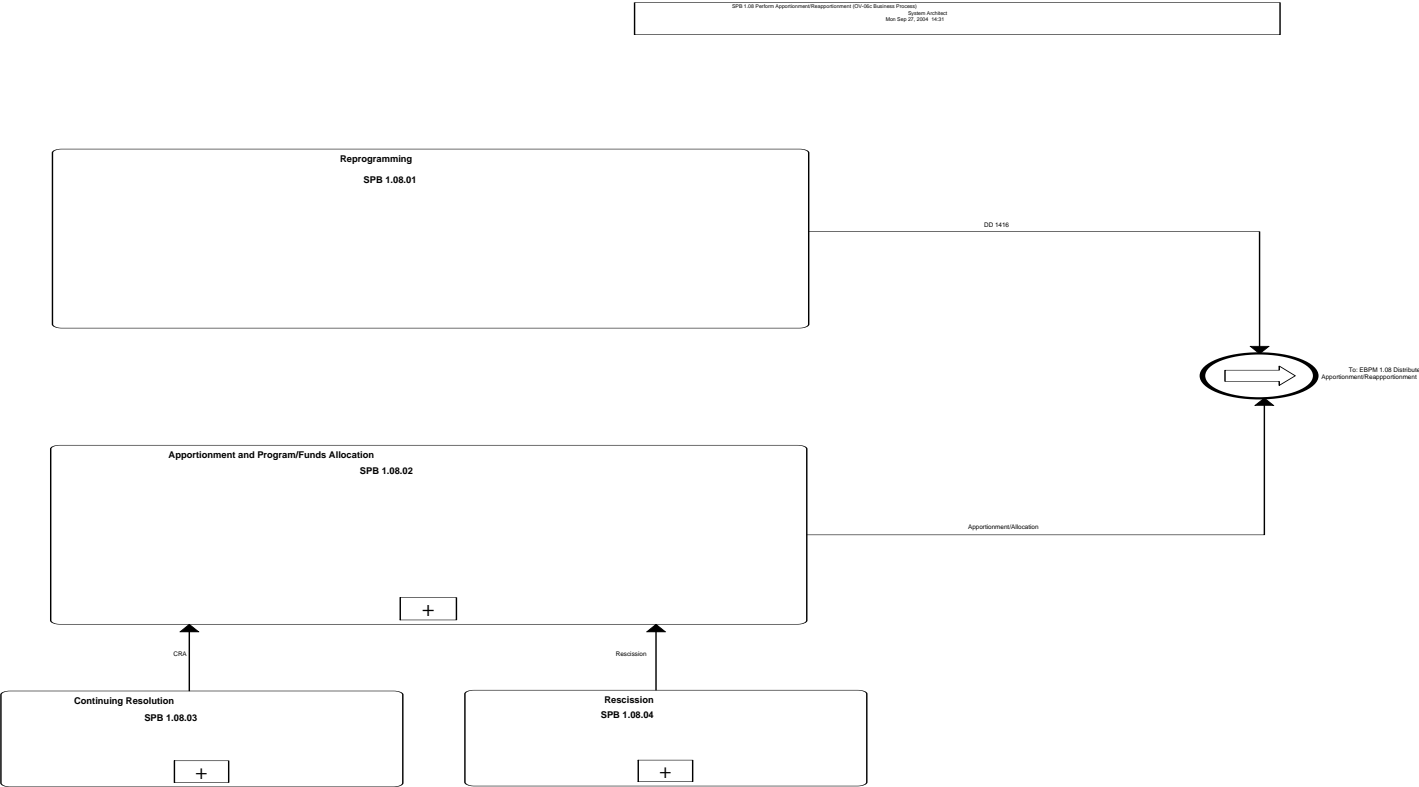 SPB 1.08 Perform Apportionment/Reapportionment (OV-06c Business Process)
System Architect
Mon Sep 27, 2004 14:31
Reprogramming
SPB 1.08.01
DD 1416
To: EBPM 1.08 Distribute
Apportionment/Reappportionment
Apportionment and Program/Funds Allocation
SPB 1.08.02
Apportionment/Allocation
+
CRA
Rescission
Continuing Resolution
SPB 1.08.03
+
Rescission
SPB 1.08.04
+